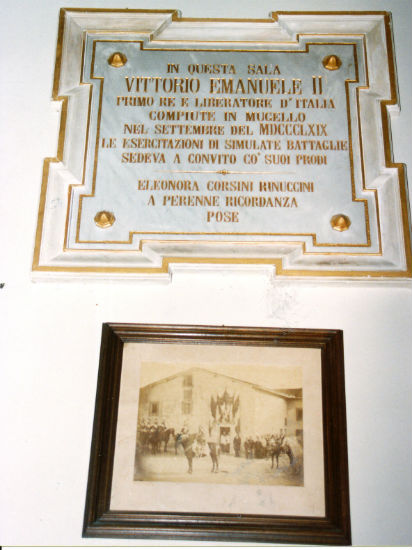 IN QUESTA SALA
VITTORIO EMANUELE II
PRIMO RE E LIBERATORE D'ITALIA
COMPIUTE IN MUGELLO
NEL SETTEMBRE DEL MDCCCLXIX
LE ESERCITAZIONI DI SIMULATE BATTAGLIE
SEDEVA A CONVITO CO' SUOI PRODI
ELEONORA CORSINI RINUCCINI
A PERENNE RICORDANZA
POSE